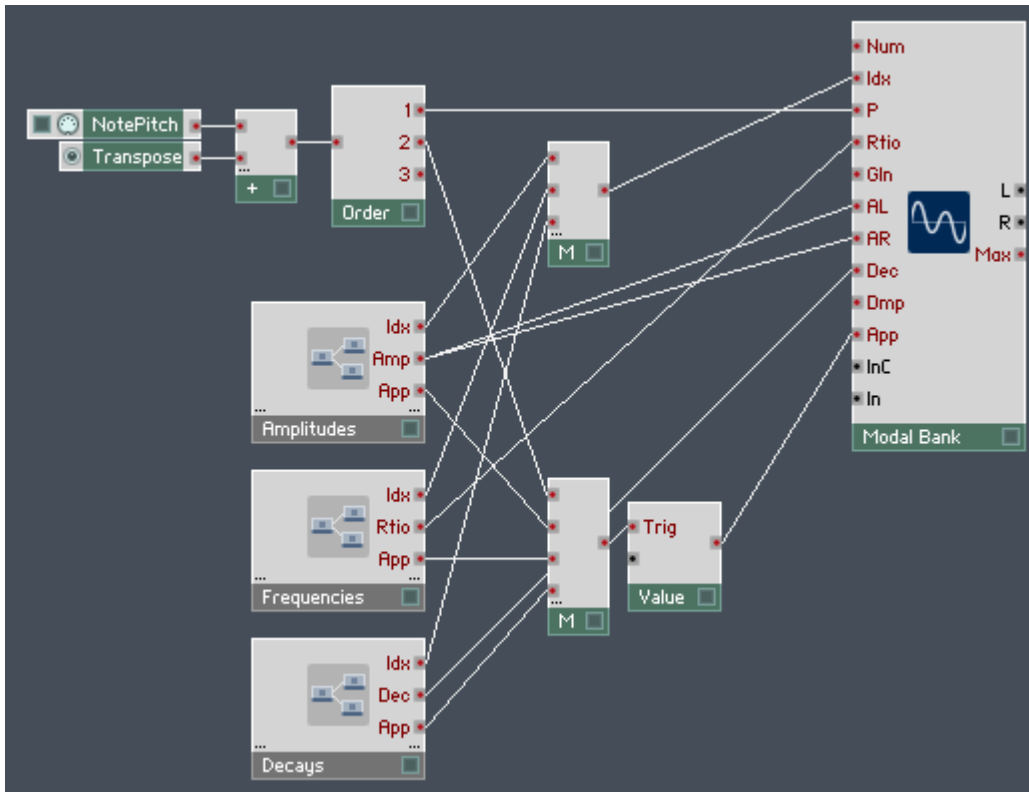 NotePitch
Transpose
+
1
2
3
Order
M
Idx
Amp
App
...
...
Amplitudes
Idx
Rtio
App
...
...
Frequencies
Idx
Dec
App
...
...
Decays
...
...
M
...
Trig
Value
Num
Idx
P
Rtio
GIn
AL
AR
Dec
Dmp
App
InC
In
L
R
Max
Modal Bank